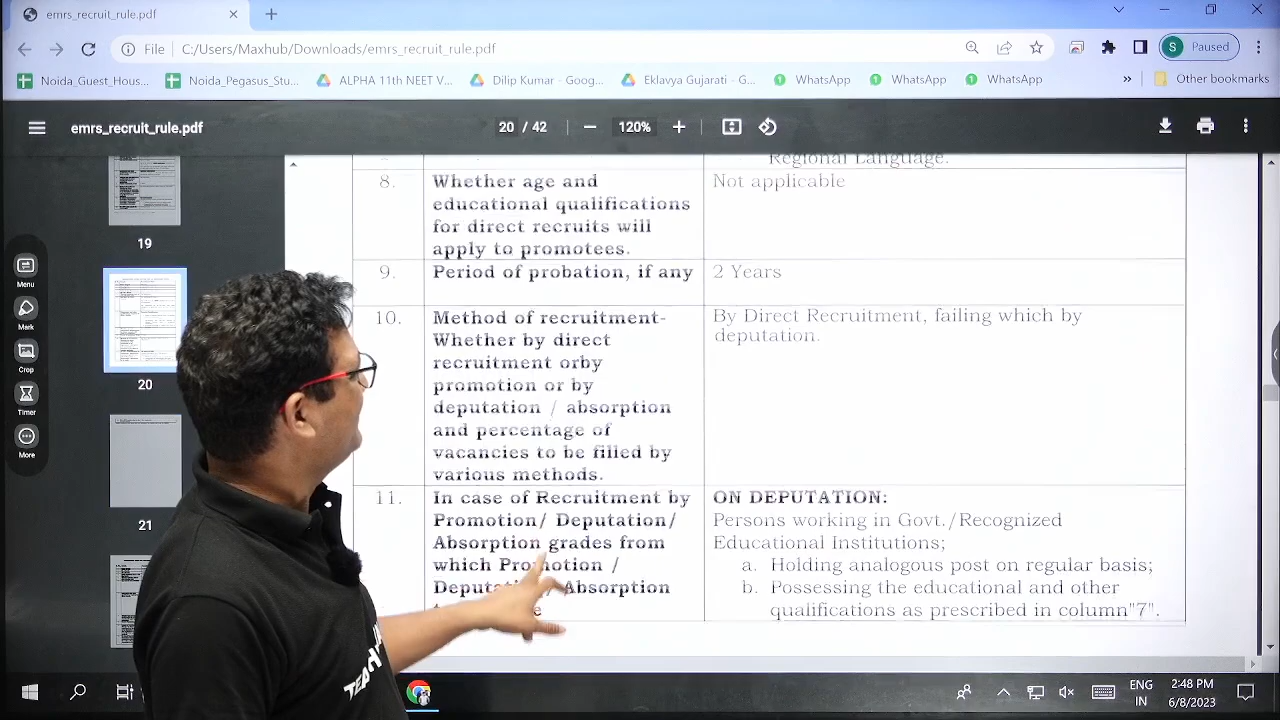 emrs_recruit_rule.pdf
File
C:/Users/Maxhub/Downloads/emrs_recruit_rule.pdf
S
Paused
Noida_Guest_Hous...
Noida_Pegasus_Stu...
ALPHA 11th NEET V...
Dilip Kumar - Goog...
Eklavya Gujarati - G...
WhatsApp
WhatsApp
WhatsApp
Other bookmarks
emrs_recruit_rule.pdf
20 / 42
120%
19
20
21
Menu
Mark
Crop
Timer
More
Regional Language.
8. Whether age and Not applicable
educational qualifications
for direct recruits will
apply to promotees.
9. Period of probation, if any 2 Years
10. Method of recruitment- By Direct Recruitment, failing which by
Whether by direct deputation.
recruitment orby
promotion or by
deputation / absorption
and percentage of
vacancies to be filled by
various methods.
11. In case of Recruitment by ON DEPUTATION:
Promotion/ Deputation/ Persons working in Govt./Recognized
Absorption grades from Educational Institutions;
which Promotion / a. Holding analogous post on regular basis;
Absorption b. Possessing the educational and other
qualifications as prescribed in column"7".
ENG
IN
2:48 PM
6/8/2023